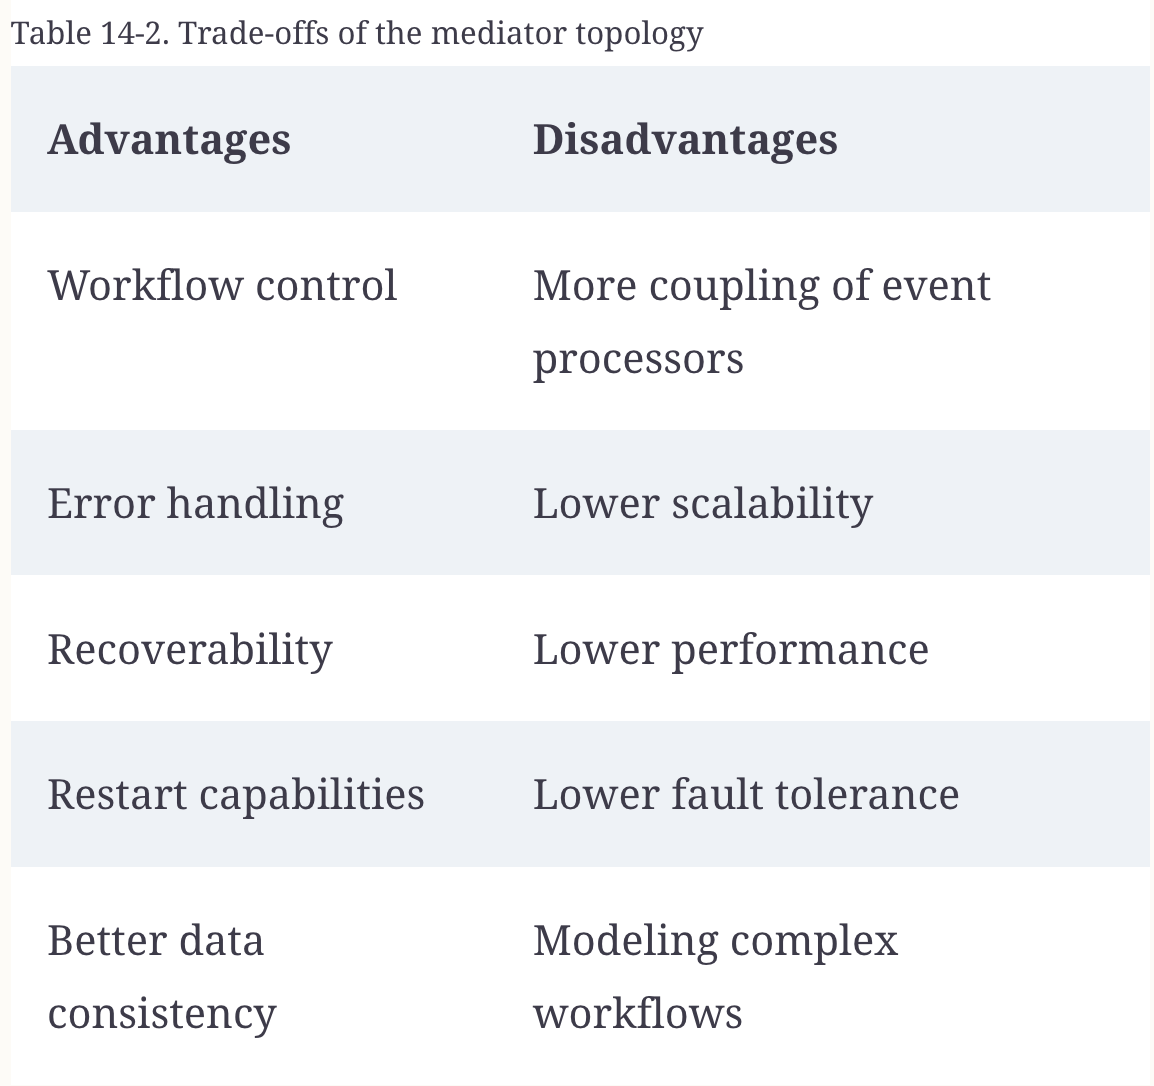 Table 14-2. Trade-offs of the mediator topology
Advantages Disadvantages
Workflow control More coupling of event
processors
Error handling Lower scalability
Recoverability Lower performance
Restart capabilities Lower fault tolerance
Better data Modeling complex
consistency workflows